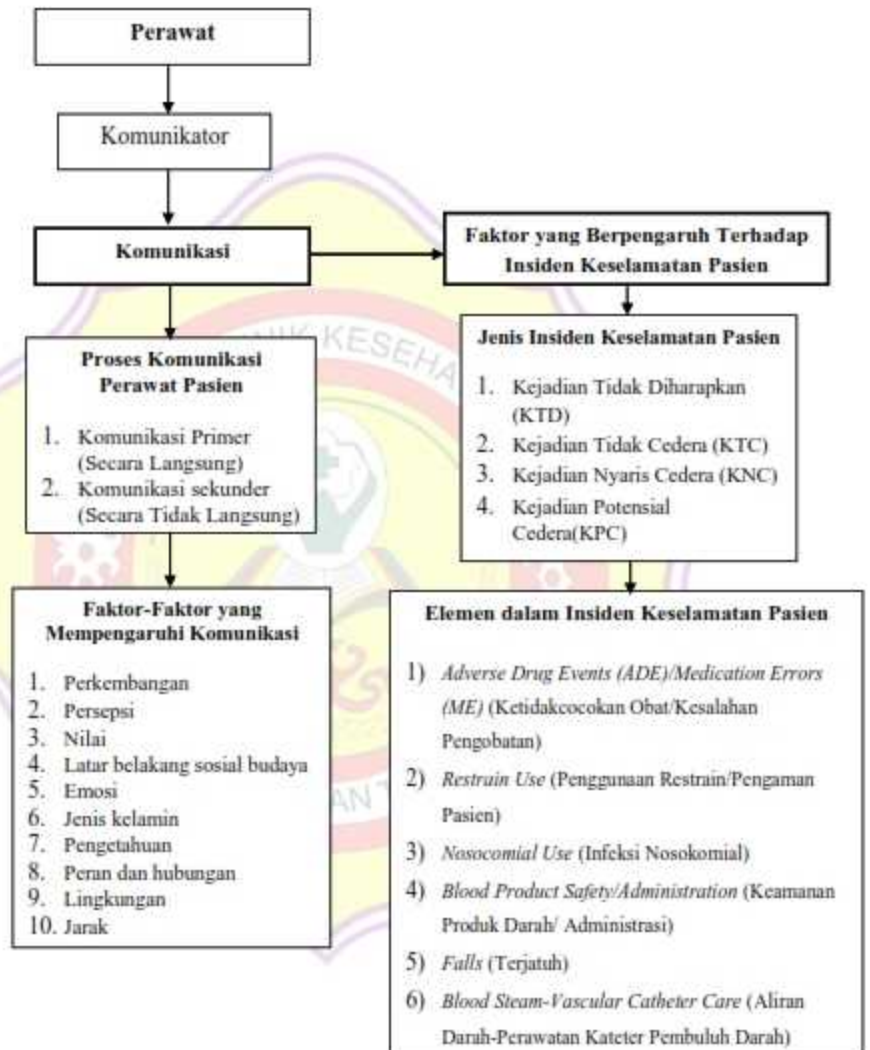 Perawat
Komunikator
Komunikasi
Proses Komunikasi
Perawat Pasien
1. Komunikasi Primer
(Secara Langsung)
2. Komunikasi sekunder
(Secara Tidak Langsung)
Faktor-Faktor yang
Mempengaruhi Komunikasi
1. Perkembangan
2. Persepsi
3. Nilai
4. Latar belakang sosial budaya
5. Emosi
6. Jenis kelamin
7. Pengetahuan
8. Peran dan hubungan
9. Lingkungan
10. Jarak
Faktor yang Berpengaruh Terhadap
Insiden Keselamatan Pasien
Jenis Insiden Keselamatan Pasien
1. Kejadian Tidak Diharapkan
(KTD)
2. Kejadian Tidak Cedera (KTC)
3. Kejadian Nyaris Cedera (KNC)
4. Kejadian Potensial
Cedera(KPC)
Elemen dalam Insiden Keselamatan Pasien
1) Adverse Drug Events (ADE)/Medication Errors
(ME) (Ketidakcocokan Obat/Kesalahan
Pengobatan)
2) Restrain Use (Penggunaan Restrain/Pengaman
Pasien)
3) Nosocomial Use (Infeksi Nosokomial)
4) Blood Product Safety/Administration (Keamanan
Produk Darah/ Administrasi)
5) Falls (Terjatuh)
6) Blood Steam-Vascular Catheter Care (Aliran
Darah-Perawatan Kateter Pembuluh Darah)